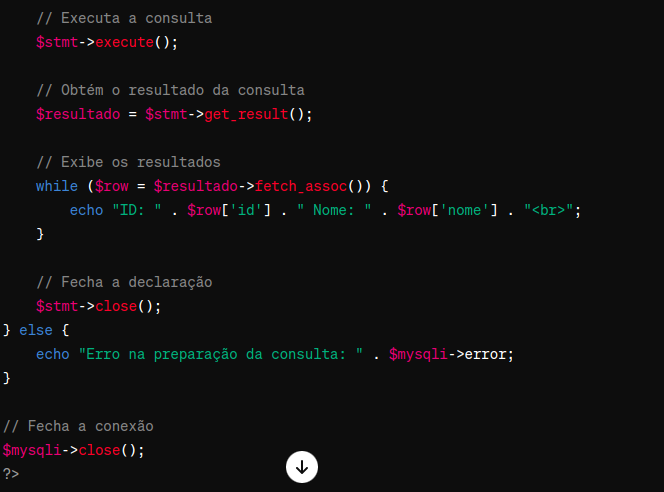 // Executa a consulta
$stmt->execute();
// Obtém o resultado da consulta
$resultado = $stmt->get_result();
// Exibe os resultados
while ($row = $resultado->fetch_assoc()) {
echo "ID: " . $row['id'] . " Nome: " . $row['nome'] . "<br>";
}
// Fecha a declaração
$stmt->close();
} else {
echo "Erro na preparação da consulta: " . $mysqli->error;
}
// Fecha a conexão
$mysqli->close();
?>